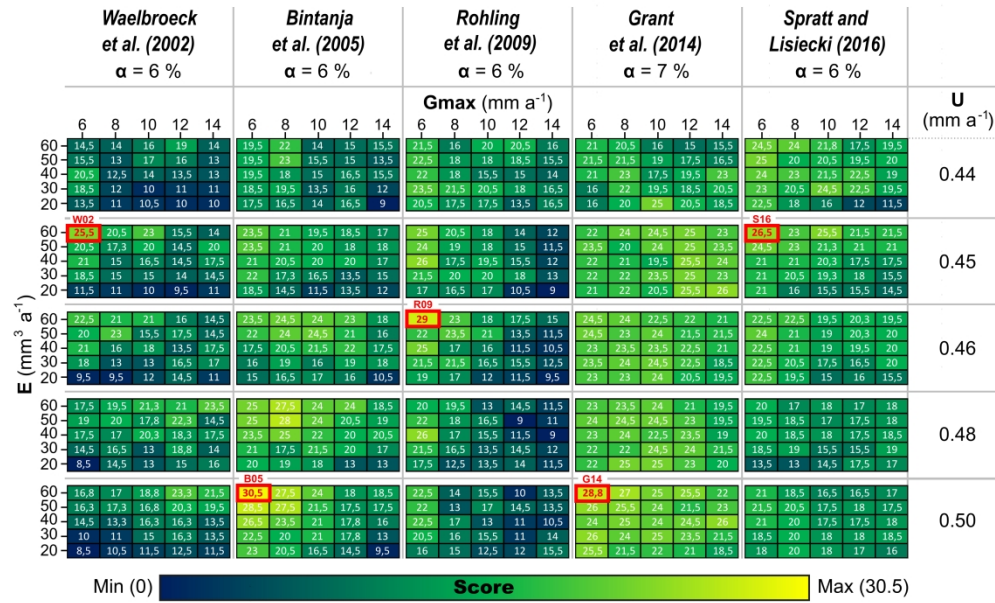 Waelbroeck et al. (2002) α = 6 %
Bintanja et al. (2005) α = 6 %
Rohling et al. (2009) α = 6 %
Grant et al. (2014) α = 7 %
Spratt and Lisiecki (2016) α = 6 %
Gmax (mm a⁻¹)
U (mm a⁻¹)
6 8 10 12 14 6 8 10 12 14 6 8 10 12 14 6 8 10 12 14 6 8 10 12 14
60 14,5 14 16 19 14 19,5 22 14 15 15,5 21,5 16 20 20,5 16 21 20,5 16 15 15,5 24,5 24 21,8 17,5 19,5
50 15,5 13 17 16 13 19,5 23 15,5 15 13,5 22 18 18 15,5 15,5 21,5 21,5 19 17,5 16,5 25 20 20,5 19,5 20
40 20,5 12,5 14 13,5 13 20,5 18 15 16,5 15,5 22 18 15,5 15 14 21 23 17,5 19,5 23 24 23 21,5 22,5 19
30 18,5 12 10 11 11 18,5 19,5 13,5 16 12 23,5 21,5 20,5 18 16,5 16 22 19,5 18 23 23 20,5 24,5 22,5 19,5
20 13,5 11 10,5 10 10 17,5 16,5 14 12,5 9 20,5 17,5 17,5 13,5 16,5 16 20 25 20,5 18,5 22,5 18 16 12 11,5
0.44
W02
S16
60 25,5 20,5 23 15,5 14 23,5 21 19,5 18,5 17 25 20,5 18 14 12 22 24 24 25 23 26,5 23 25,5 21,5 21,5
50 20,5 17,3 20 14,5 20 23,5 21 20 18 18 24 19 18 15 11,5 23,5 20 24 22,5 23,5 24,5 23 21,3 21 21
40 21 15 16,5 14,5 17,5 21 20,5 20 20 17 26 17,5 19,5 15,5 12 22 21 19,5 25,5 24 21 21 20,3 17,5 17,5
30 18,5 15 15 14 14,5 22 17,3 16,5 13,5 15 21,5 20 20 18 13 22 22 23,5 25 23 21 20,5 19,3 18 15,5
20 11,5 11 10 9,5 11 18,5 14,5 11,5 13,5 12 17 16,5 17 10,5 9 21 21 22 25,5 26 21,5 16 15,5 15,5 14,5
0.45
R09
60 22,5 21 21 16 14,5 23,5 24,5 24 23 18 29 23 18 17,5 15 24,5 24,5 22 22,5 21 22,5 22 19,5 20,3 19,5
50 20 23 15,5 17,5 14,5 22 24 24,5 21 20 22 23,5 21 13,5 11,5 24,5 23 24 21,5 21,5 24 21 19 20,5 19,5
40 21 16 18 13,5 17,5 17,5 20,5 21,5 22 17,5 25 17 16 11,5 10,5 23 23,5 23,5 22,5 21 22,5 21 19,5 19,5 20
30 18 13 13 16,5 17 16 19 16 19 18 21,5 21,5 16,5 15,5 12,5 21 23 24 22,5 18,5 22 20,5 17,5 16,5 20
20 9,5 9,5 12 14,5 11 15 16,5 17 16 10,5 19 17 12 11,5 9,5 23 23 24 20,5 19,5 22,5 19,5 15 16 15,5
0.46
60 17,5 19,5 21,3 21 23,5 25 27,5 24 24 18,5 20 19,5 13 14,5 11,5 23 23,5 24 21 19,5 20 17 18 17 18
50 19 20 17,8 22,3 14,5 25 28 24 20,5 19 22 18 16,5 9 11 22 24,5 24,5 23 19,5 18 18,5 17,5 17,5 18
40 17,5 17 20,3 18,3 17,5 23,5 25 22 20 20,5 26 17 15,5 11,5 9 23 24 22,5 23,5 19 20 18,5 18 17,5 18,5
30 14,5 16,5 13 18,8 14 21 17,5 21,5 20 17 18 17,5 15,5 13 12 24 24,5 22,5 24 21,5 18,5 19 15,5 15,5 19
20 8,5 14,5 13 15 16 20 19 18 13 13 17,5 12,5 13,5 14 11,5 22 25 25 23 20 13,5 13 14,5 17,5 17
0.48
B05
G14
60 16,8 17 18,8 23,3 21,5 30,5 27,5 24 18 18,5 22,5 14 15,5 10 13,5 28,8 27 25 25,5 22 21 18,5 16,5 16,5 17
50 16,3 17,3 16,8 20,3 19,5 28,5 27,5 21,5 17,5 17,5 22 13 17 14,5 13,5 26 25,5 25 23,5 24 21,5 20,5 17,5 18 17,5
40 14,5 13,3 16,3 16,3 13,5 26,5 23,5 21 17,8 16 22,5 17 13 11 10,5 24 25 24 24,5 26 21 20 17,5 17,5 18
30 10 11 15 16,3 13,5 22,5 20 21 17,8 13 20,5 15 15 13 12 26 24 22,5 21 21 18,5 20 18 18 18,5
20 8,5 10,5 11,5 12,5 11,5 23 20,5 16,5 14,5 9,5 16 15 12,5 12 15,5 25,5 21,5 22 21 18,5 18 20 18 17 16
0.50
E (mm³ a⁻¹)
Min (0) Score Max (30.5)